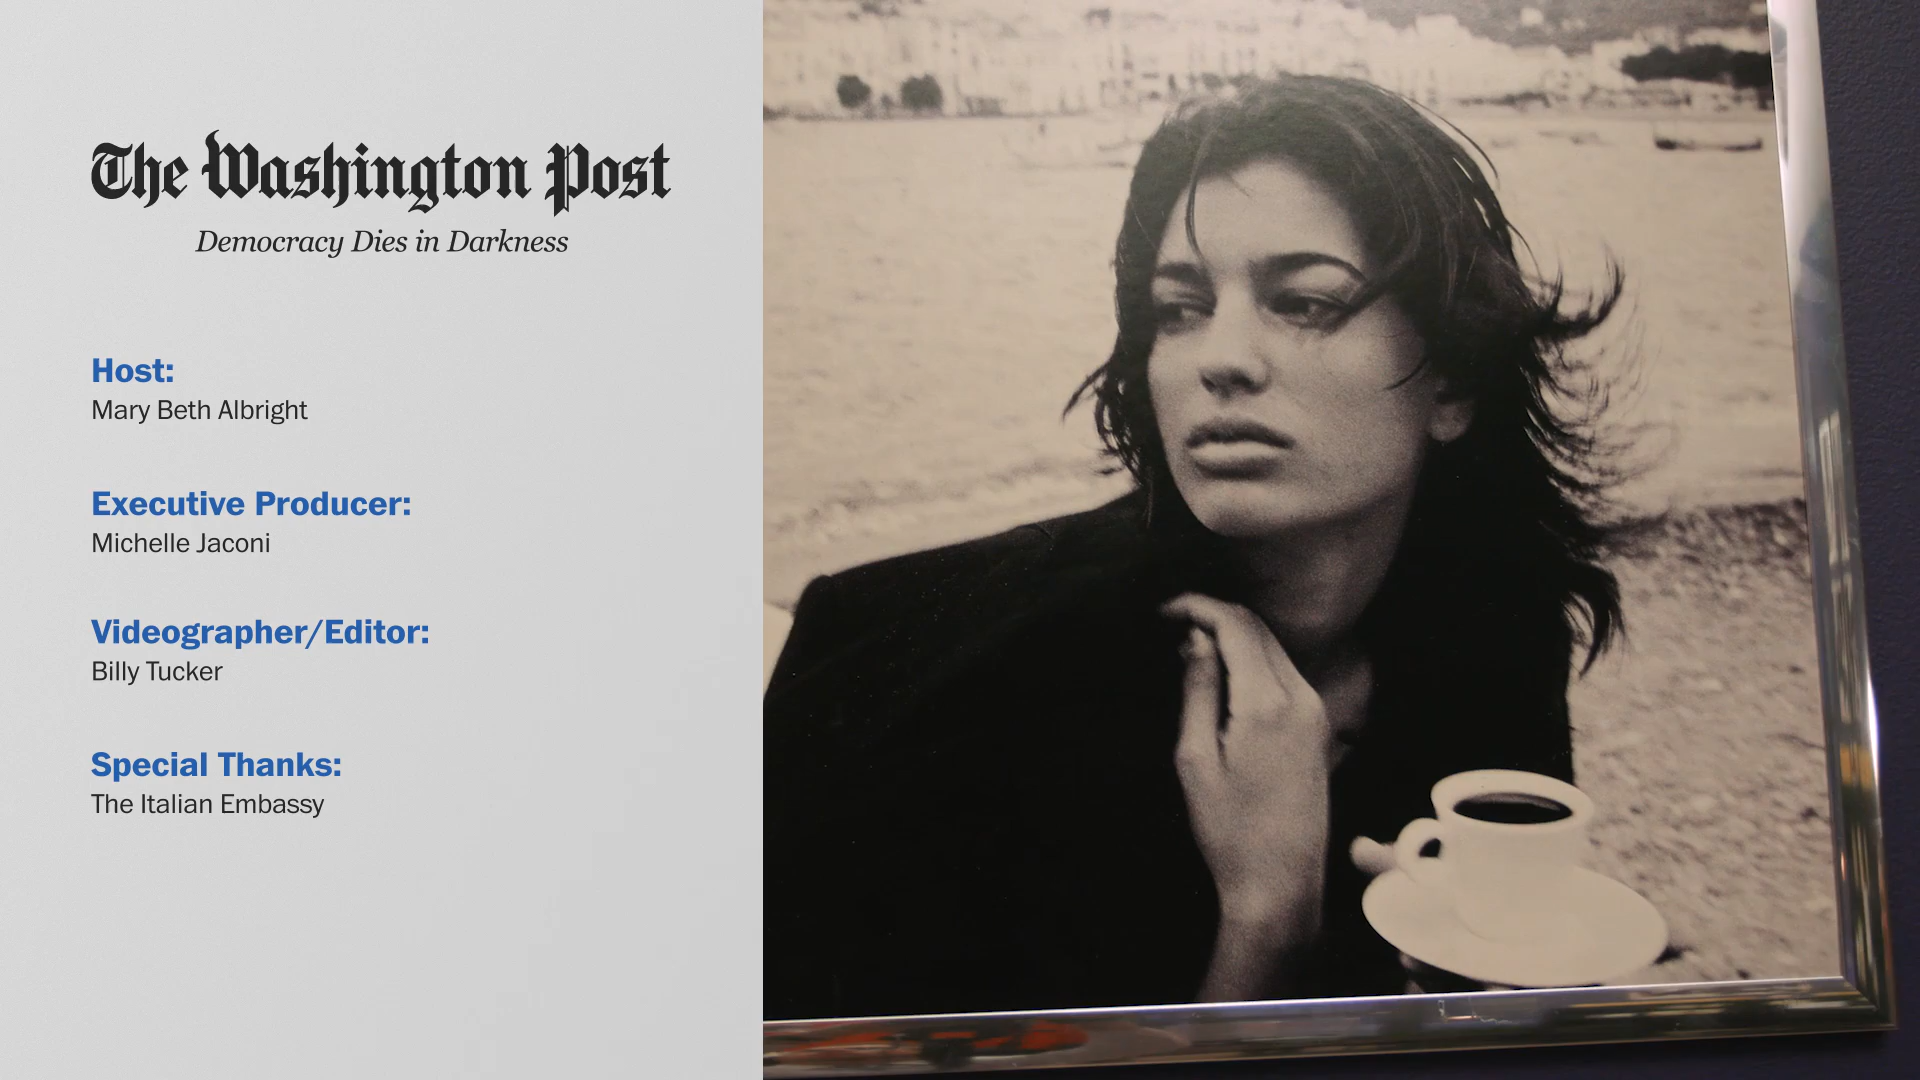 The Washington Post
Democracy Dies in Darkness
Host:
Mary Beth Albright
Executive Producer:
Michelle Jaconi
Videographer/Editor:
Billy Tucker
Special Thanks:
The Italian Embassy